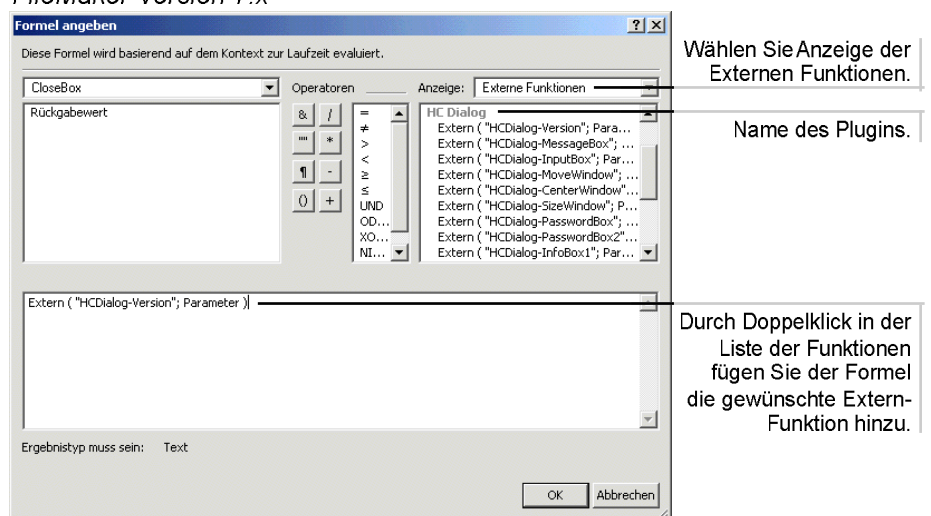 FileMaker Version 7.x
Formel angeben
Diese Formel wird basierend auf dem Kontext zur Laufzeit evaluiert.
CloseBox
Operatoren
Anzeige: Externe Funktionen
Rückgabewert
& /
"" *
¶ -
() +
=
≠
>
<
≥
≤
UND
OD...
XO...
NI...
HC Dialog
Extern ( "HCDialog-Version"; Para...
Extern ( "HCDialog-MessageBox"; ...
Extern ( "HCDialog-InputBox"; Par...
Extern ( "HCDialog-MoveWindow"; ...
Extern ( "HCDialog-CenterWindow"...
Extern ( "HCDialog-SizeWindow"; P...
Extern ( "HCDialog-PasswordBox"; ...
Extern ( "HCDialog-PasswordBox2"...
Extern ( "HCDialog-InfoBox1"; Par...
Extern ( "HCDialog-Version"; Parameter )
Ergebnistyp muss sein: Text
OK
Abbrechen
Wählen Sie Anzeige der
Externen Funktionen.
Name des Plugins.
Durch Doppelklick in der
Liste der Funktionen
fügen Sie der Formel
die gewünschte Extern-
Funktion hinzu.